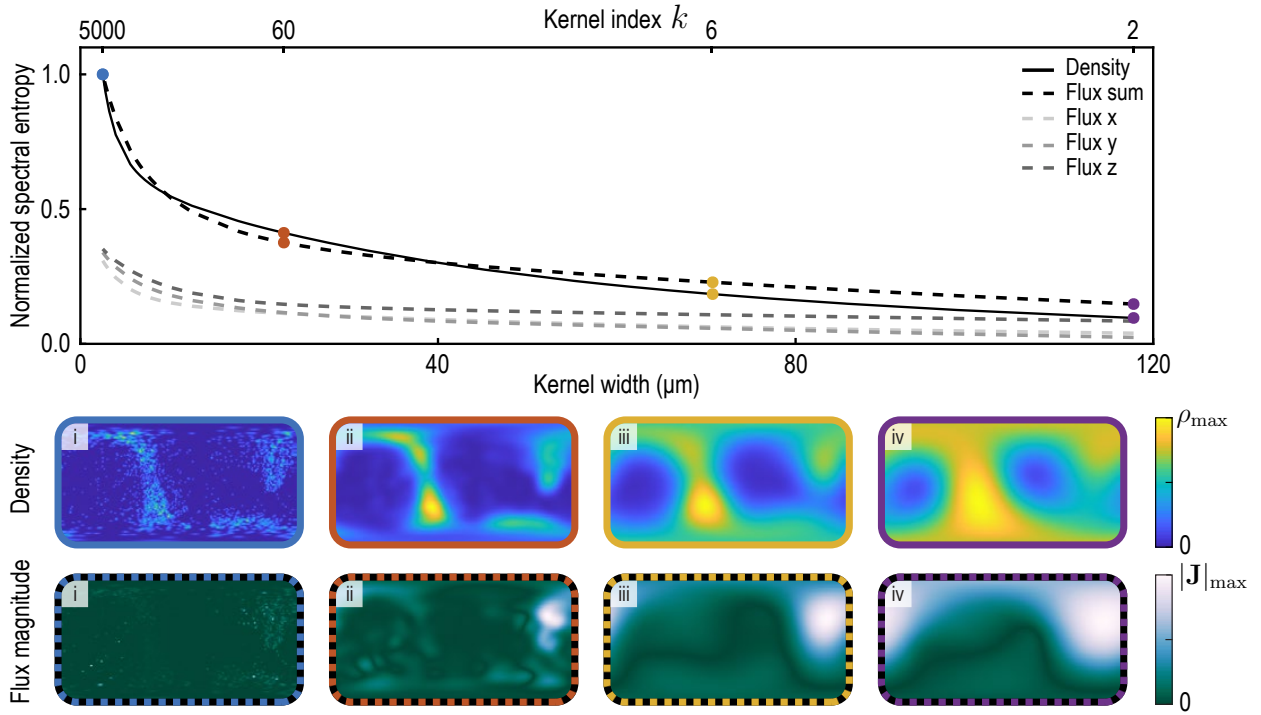 Kernel index k
5000 60 6 2
Normalized spectral entropy
1.0
0.5
0.0
Density
Flux sum
Flux x
Flux y
Flux z
0 40 80 120
Kernel width (μm)
Density
i ii iii iv
ρmax
0
Flux magnitude
i ii iii iv
|J|max
0